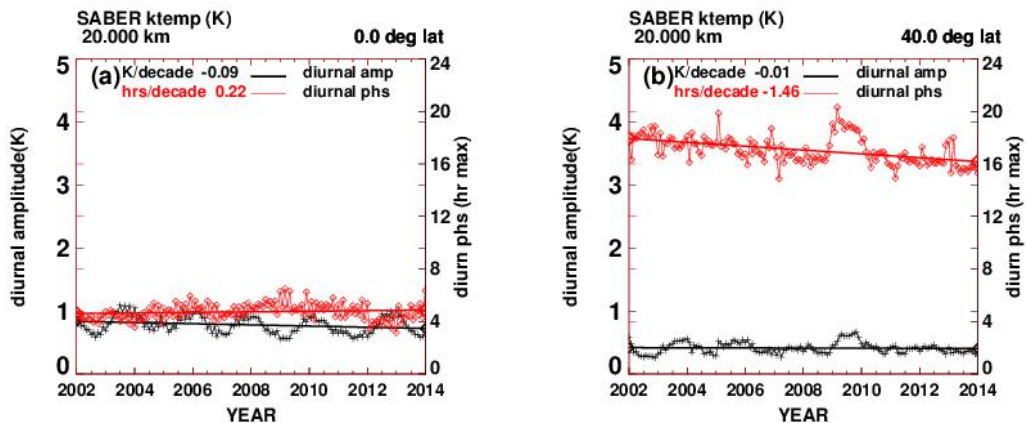 SABER ktemp (K)
20.000 km 0.0 deg lat
(a) K/decade -0.09 diurnal amp
hrs/decade 0.22 diurnal phs
5
4
3
2
1
0
diurnal amplitude(K)
24
20
16
12
8
4
0
diurn phs (hr max)
2002 2004 2006 2008 2010 2012 2014
YEAR
SABER ktemp (K)
20.000 km 40.0 deg lat
(b) K/decade -0.01 diurnal amp
hrs/decade -1.46 diurnal phs
5
4
3
2
1
0
diurnal amplitude(K)
24
20
16
12
8
4
0
diurn phs (hr max)
2002 2004 2006 2008 2010 2012 2014
YEAR